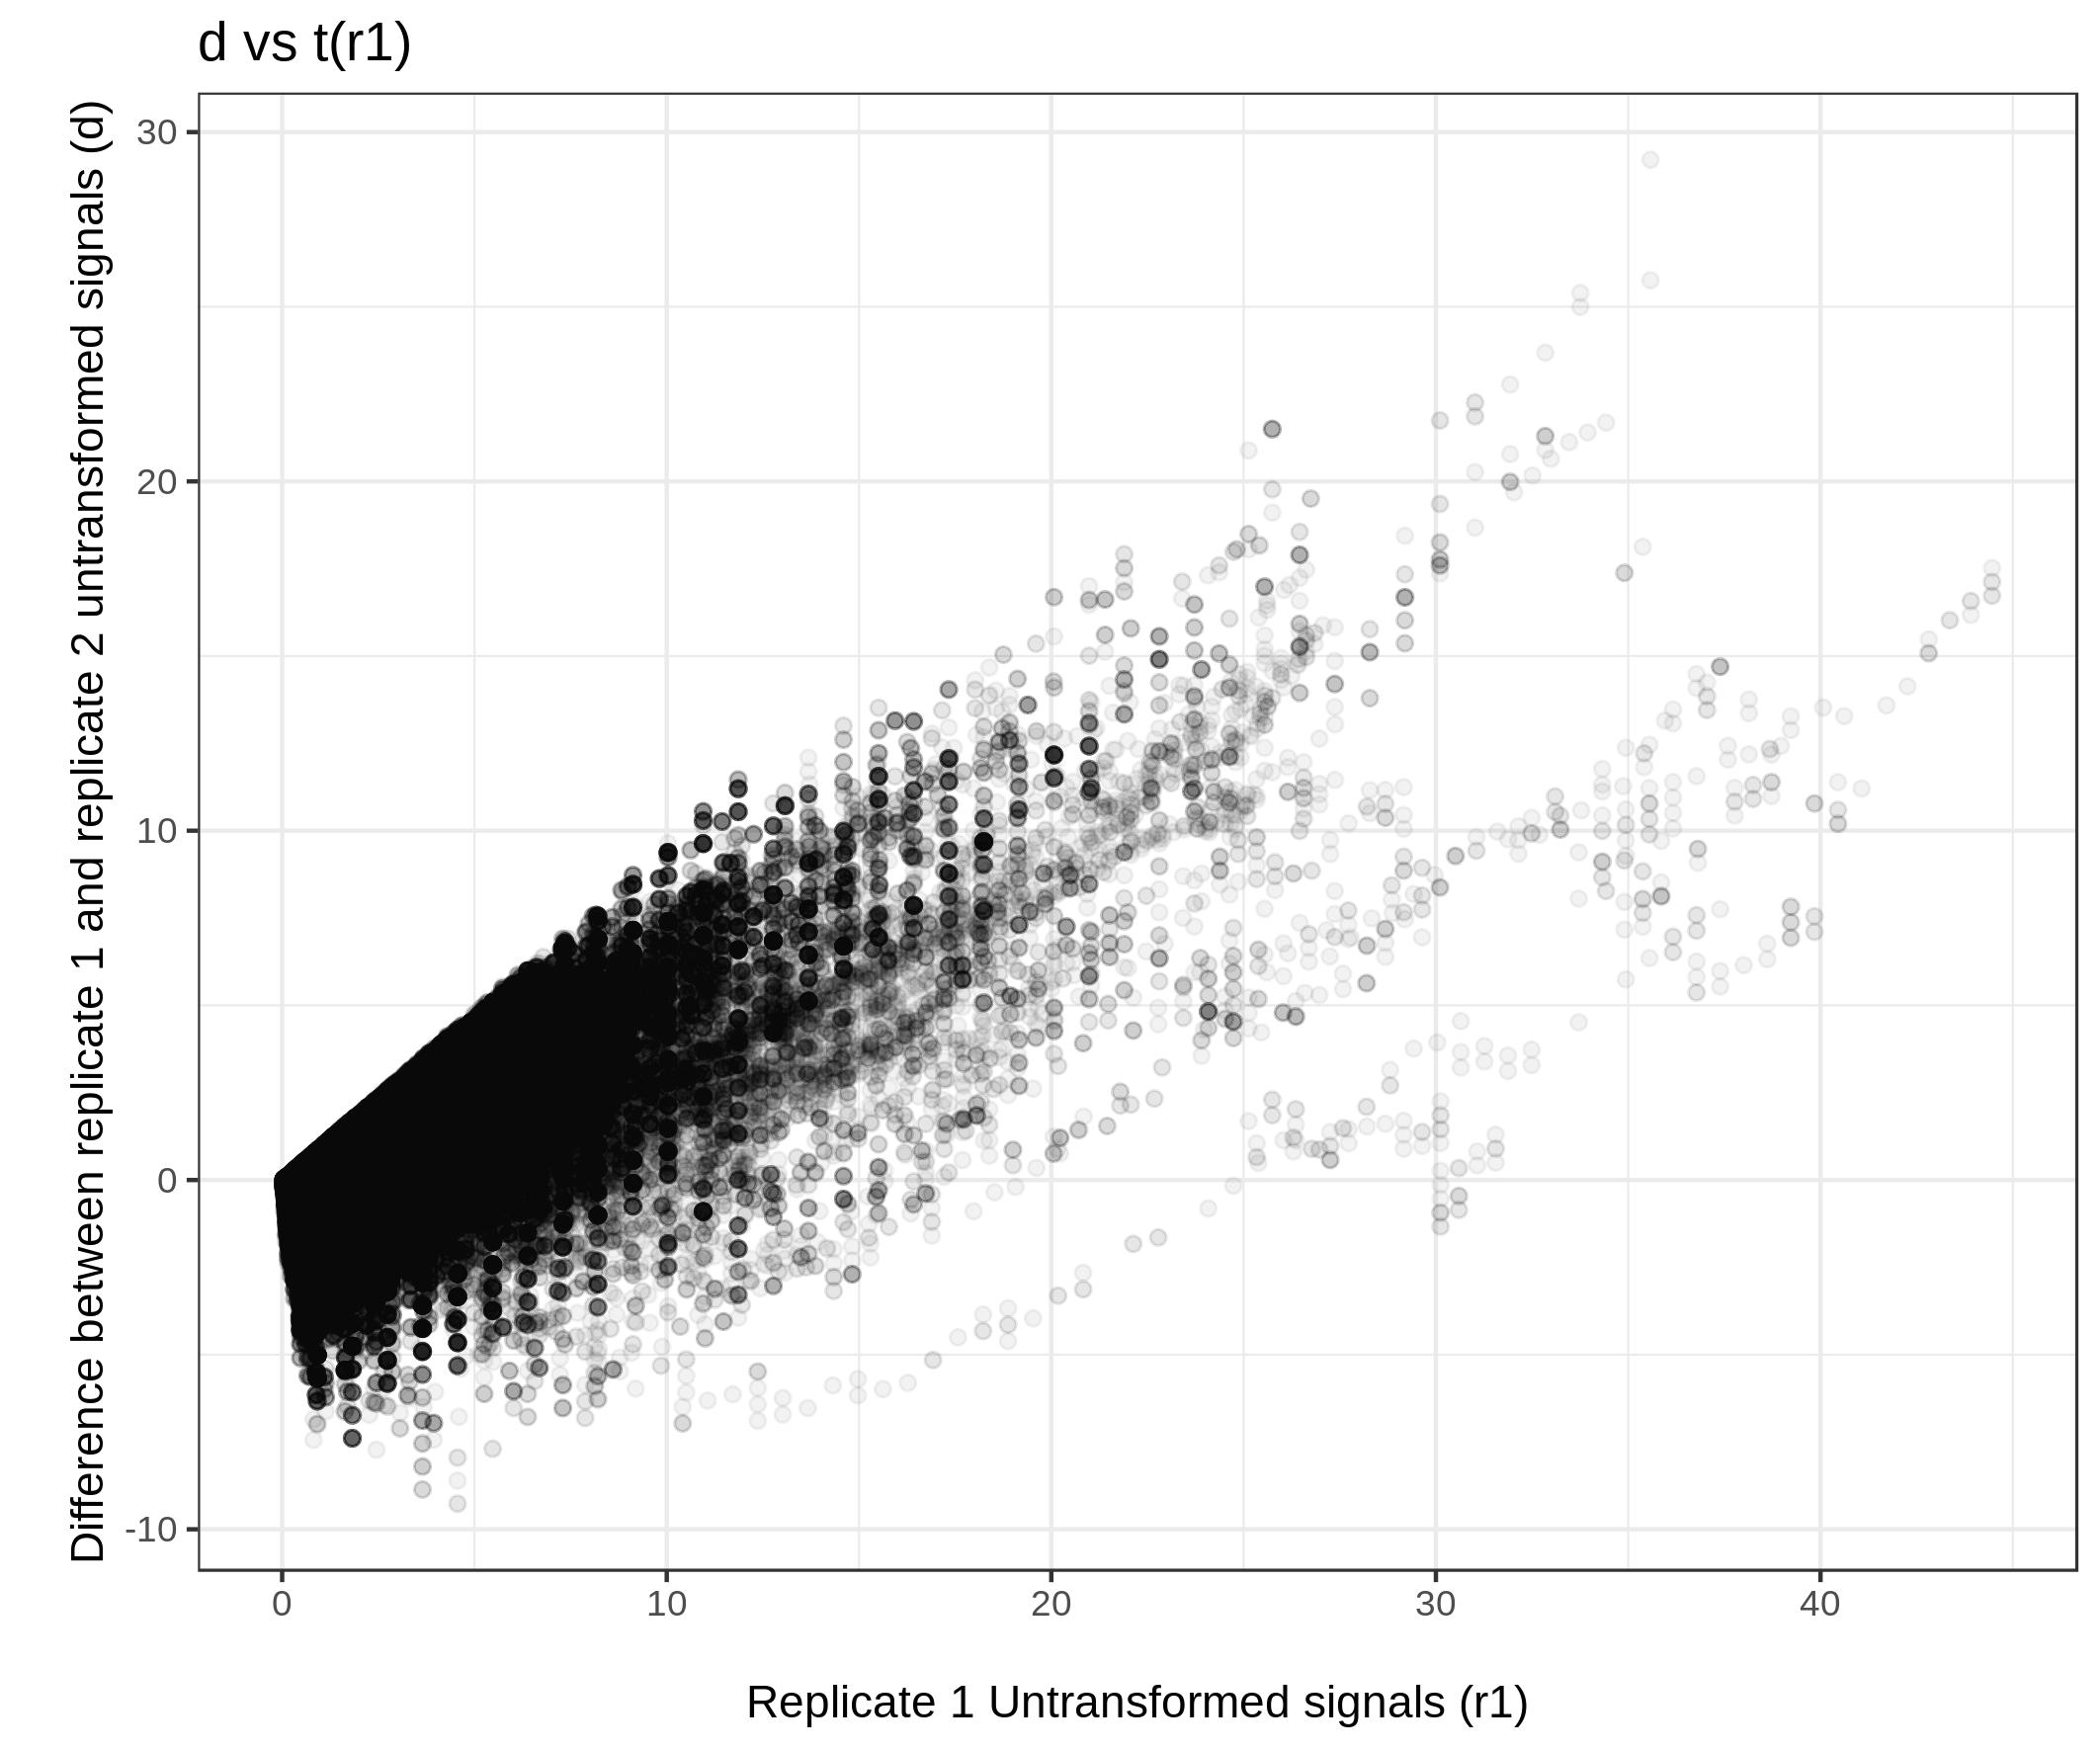 d vs t(r1)
Difference between replicate 1 and replicate 2 untransformed signals (d)
30
20
10
0
-10
0 10 20 30 40
Replicate 1 Untransformed signals (r1)